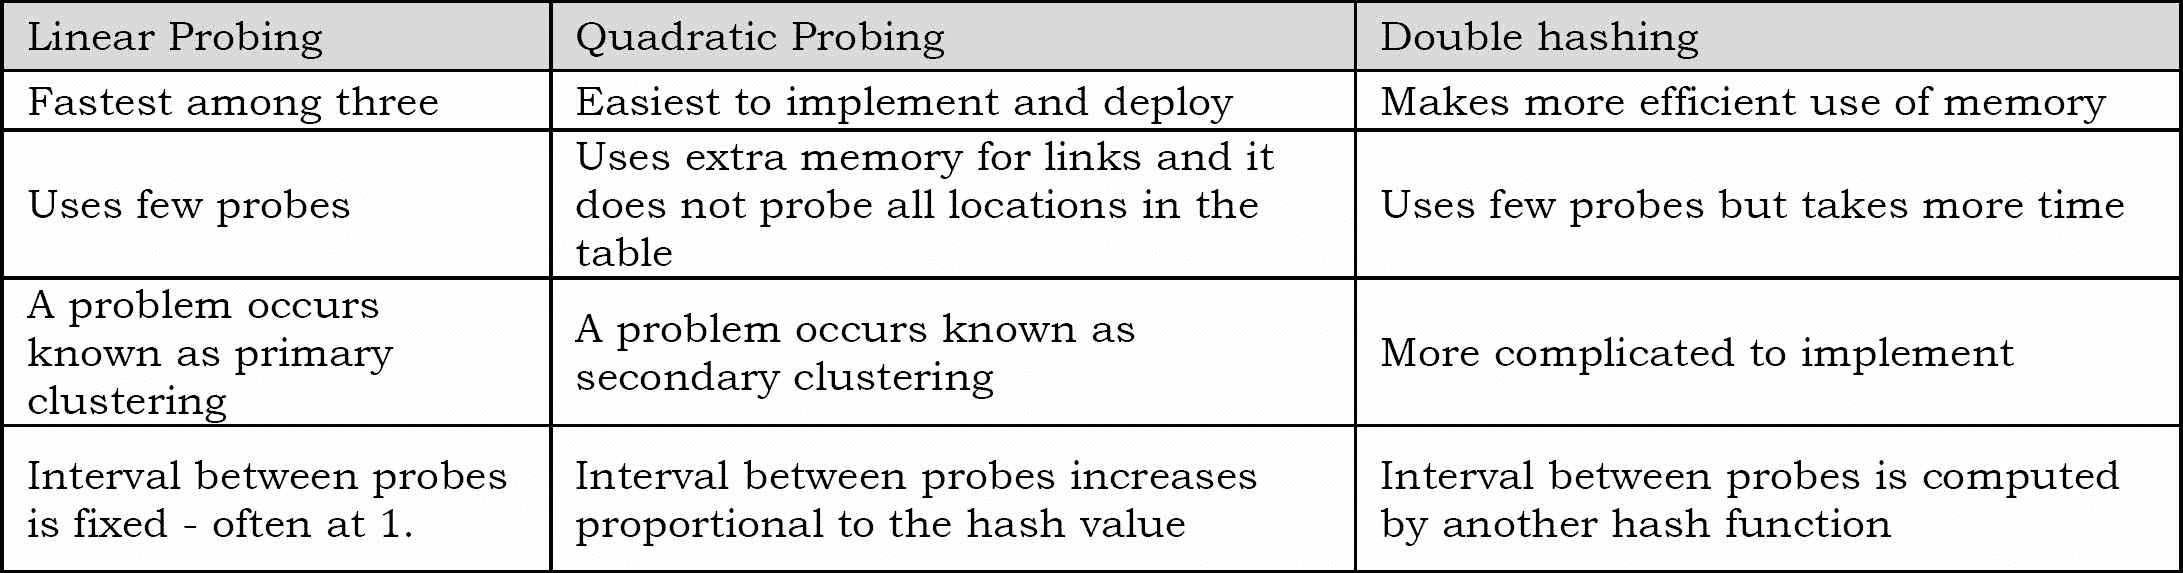 Linear Probing
Quadratic Probing
Double hashing
Fastest among three
Easiest to implement and deploy
Makes more efficient use of memory
Uses few probes
Uses extra memory for links and it
does not probe all locations in the
table
Uses few probes but takes more time
A problem occurs
known as primary
clustering
A problem occurs known as
secondary clustering
More complicated to implement
Interval between probes
is fixed - often at 1.
Interval between probes increases
proportional to the hash value
Interval between probes is computed
by another hash function